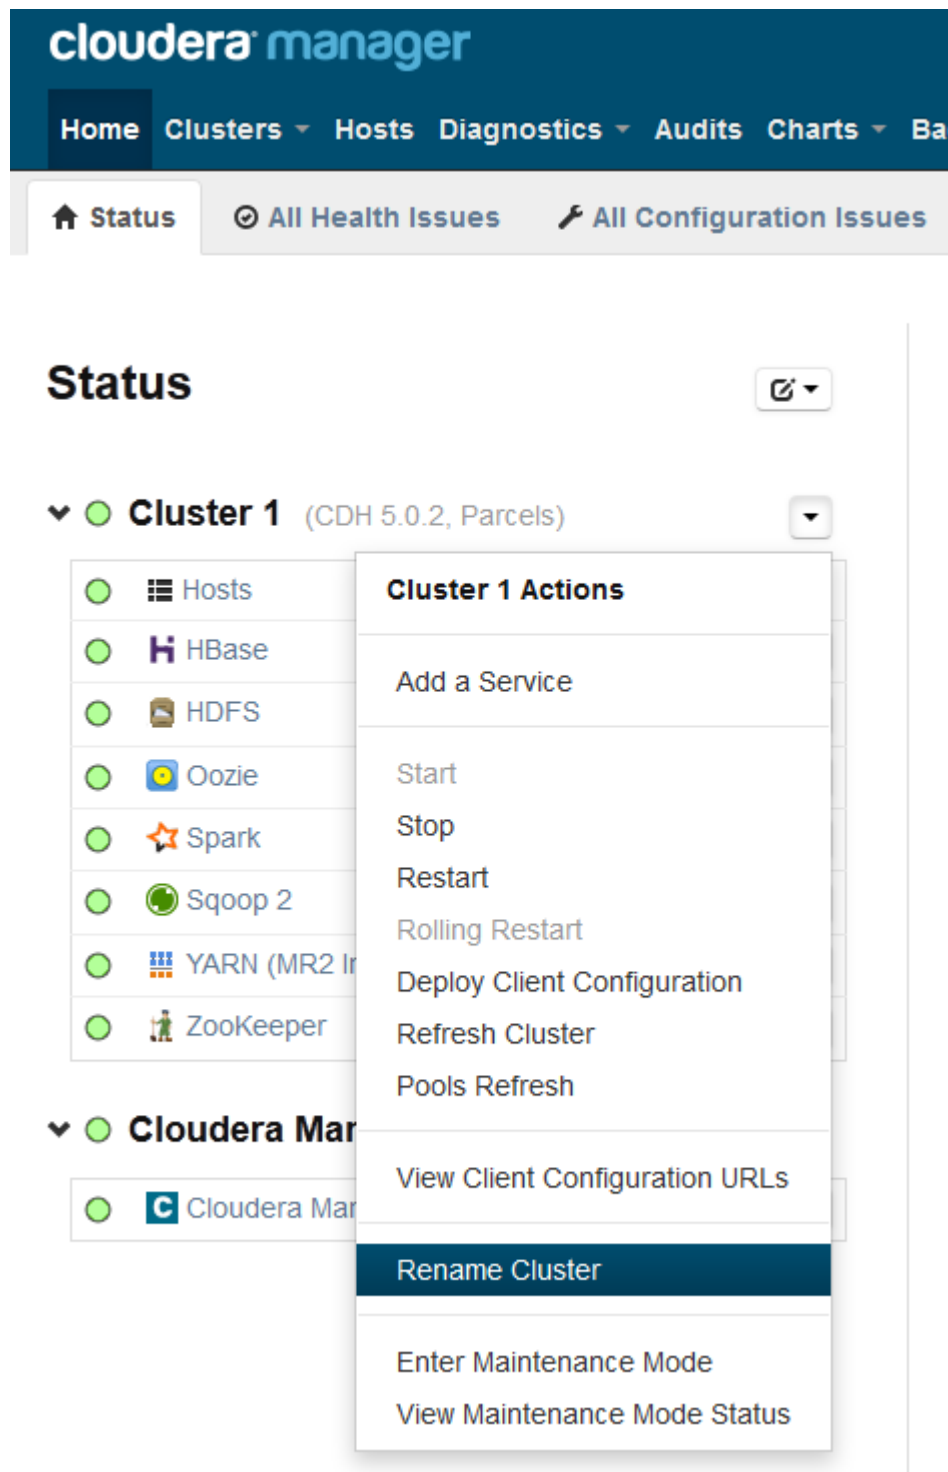 cloudera manager
Home Clusters Hosts Diagnostics Audits Charts Ba
Status All Health Issues All Configuration Issues
Status
Cluster 1 (CDH 5.0.2, Parcels)
Hosts
HBase
HDFS
Oozie
Spark
Sqoop 2
YARN (MR2 In
ZooKeeper
Cluster 1 Actions
Add a Service
Start
Stop
Restart
Rolling Restart
Deploy Client Configuration
Refresh Cluster
Pools Refresh
View Client Configuration URLs
Rename Cluster
Enter Maintenance Mode
View Maintenance Mode Status
Cloudera Man
C Cloudera Man